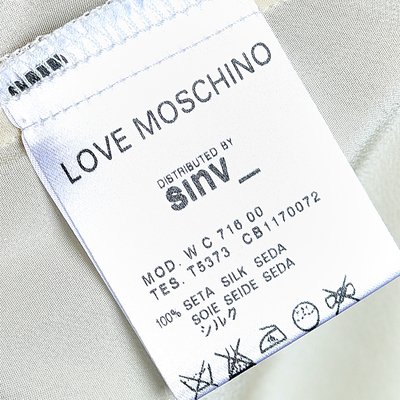 LOVE MOSCHINO
DISTRIBUTED BY
sinv_
MOD. W C 716 00
TES. T5373 CB1170072
100% SETA SILK SEDA
SOIE SEIDE SEDA
シルク